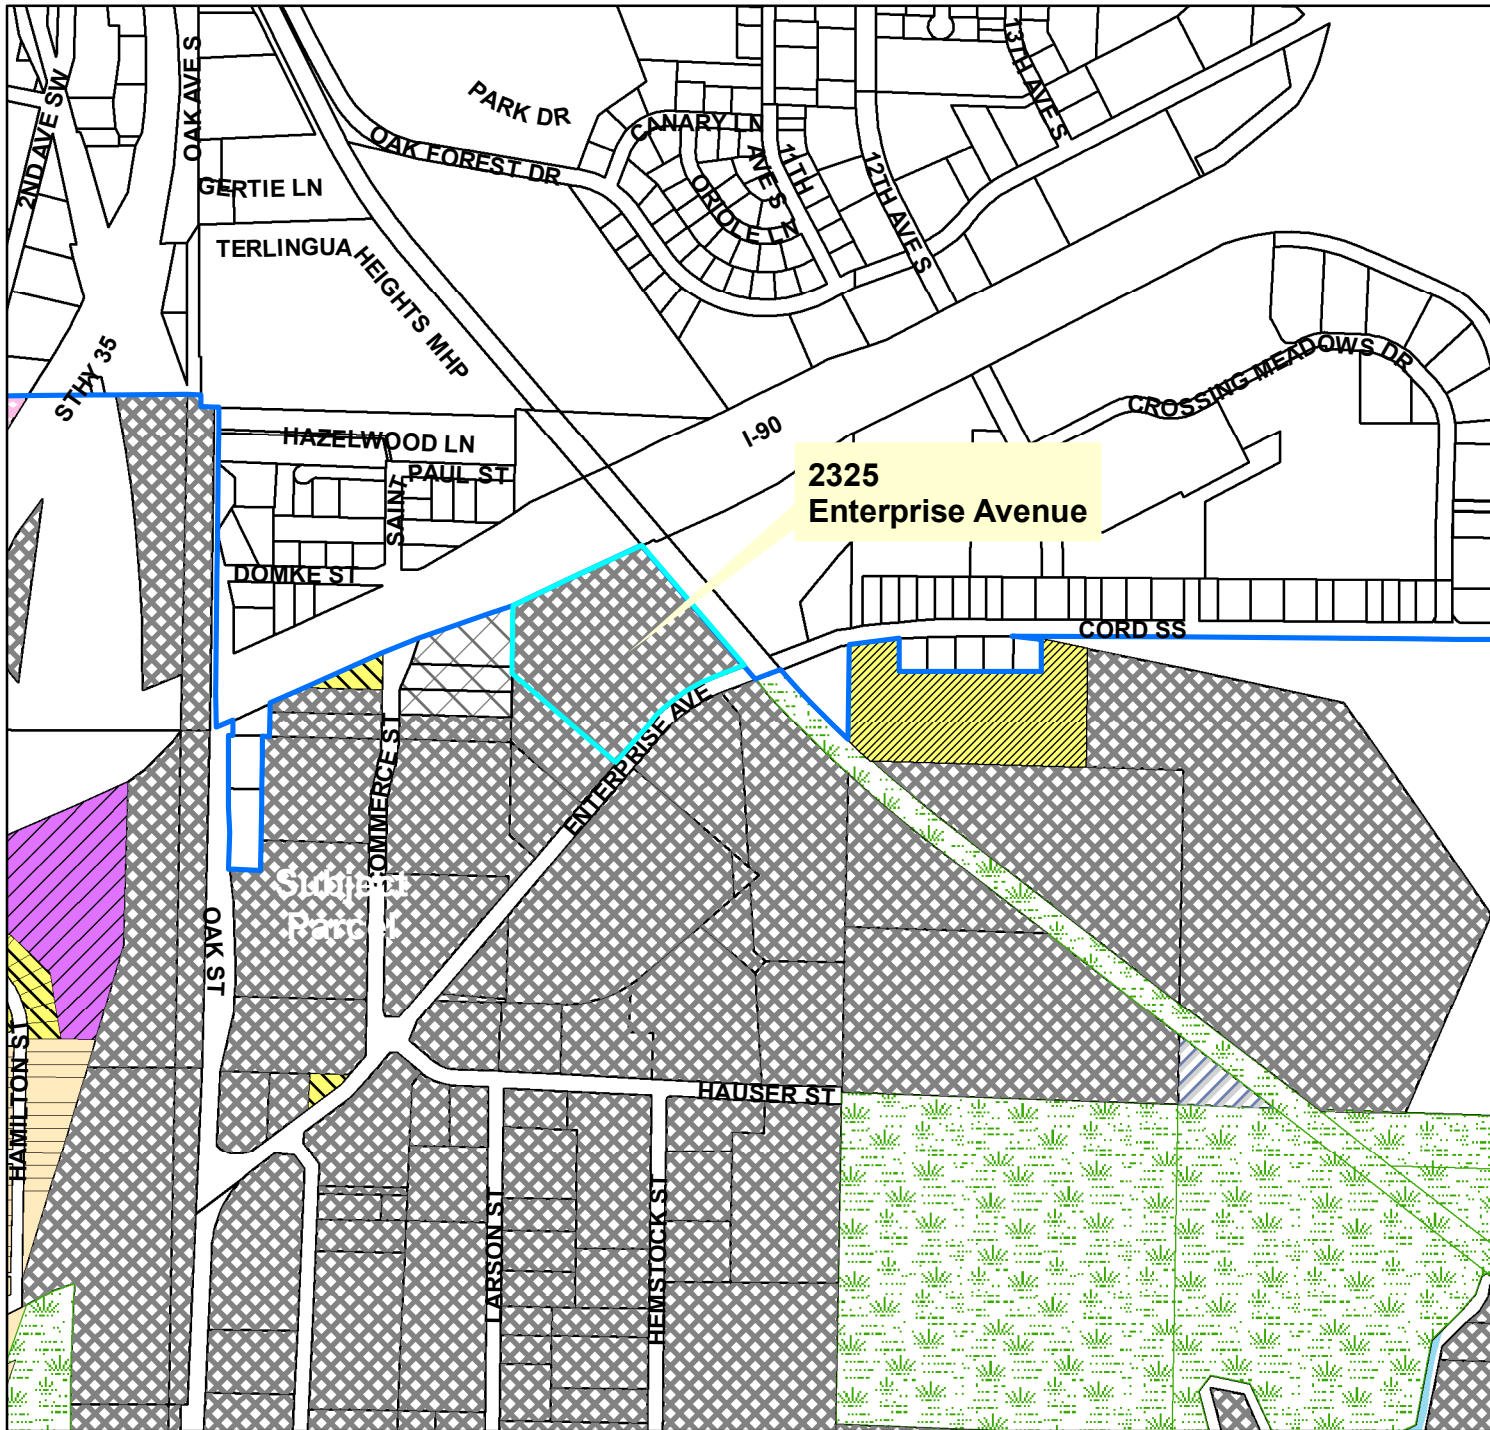 2ND AVE SW
OAK AVE S
PARK DR
OAK FOREST DR
CANARY LN
ORIOLE LN
11TH
AVE S
12TH AVE S
13TH AVE S
GERTIE LN
TERLINGUA
HEIGHTS MHP
STHY 35
CROSSING MEADOWS DR
I-90
HAZELWOOD LN
SAINT
PAUL ST
2325
Enterprise Avenue
DOMKE ST
CORD SS
COMMERCE ST
ENTERPRISE AVE
Subject
Parcel
OAK ST
HAMILTON ST
HAUSER ST
LARSON ST
HEMSTOCK ST